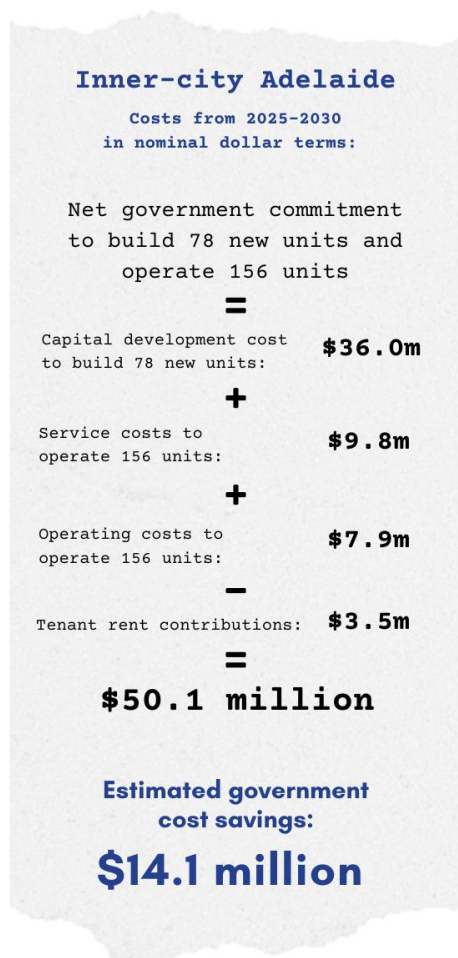 Inner-city Adelaide
Costs from 2025-2030
in nominal dollar terms:
Net government commitment
to build 78 new units and
operate 156 units
=
Capital development cost
to build 78 new units:
$36.0m
+
Service costs to
operate 156 units:
$9.8m
+
Operating costs to
operate 156 units:
$7.9m
-
Tenant rent contributions: $3.5m
=
$50.1 million
Estimated government
cost savings:
$14.1 million